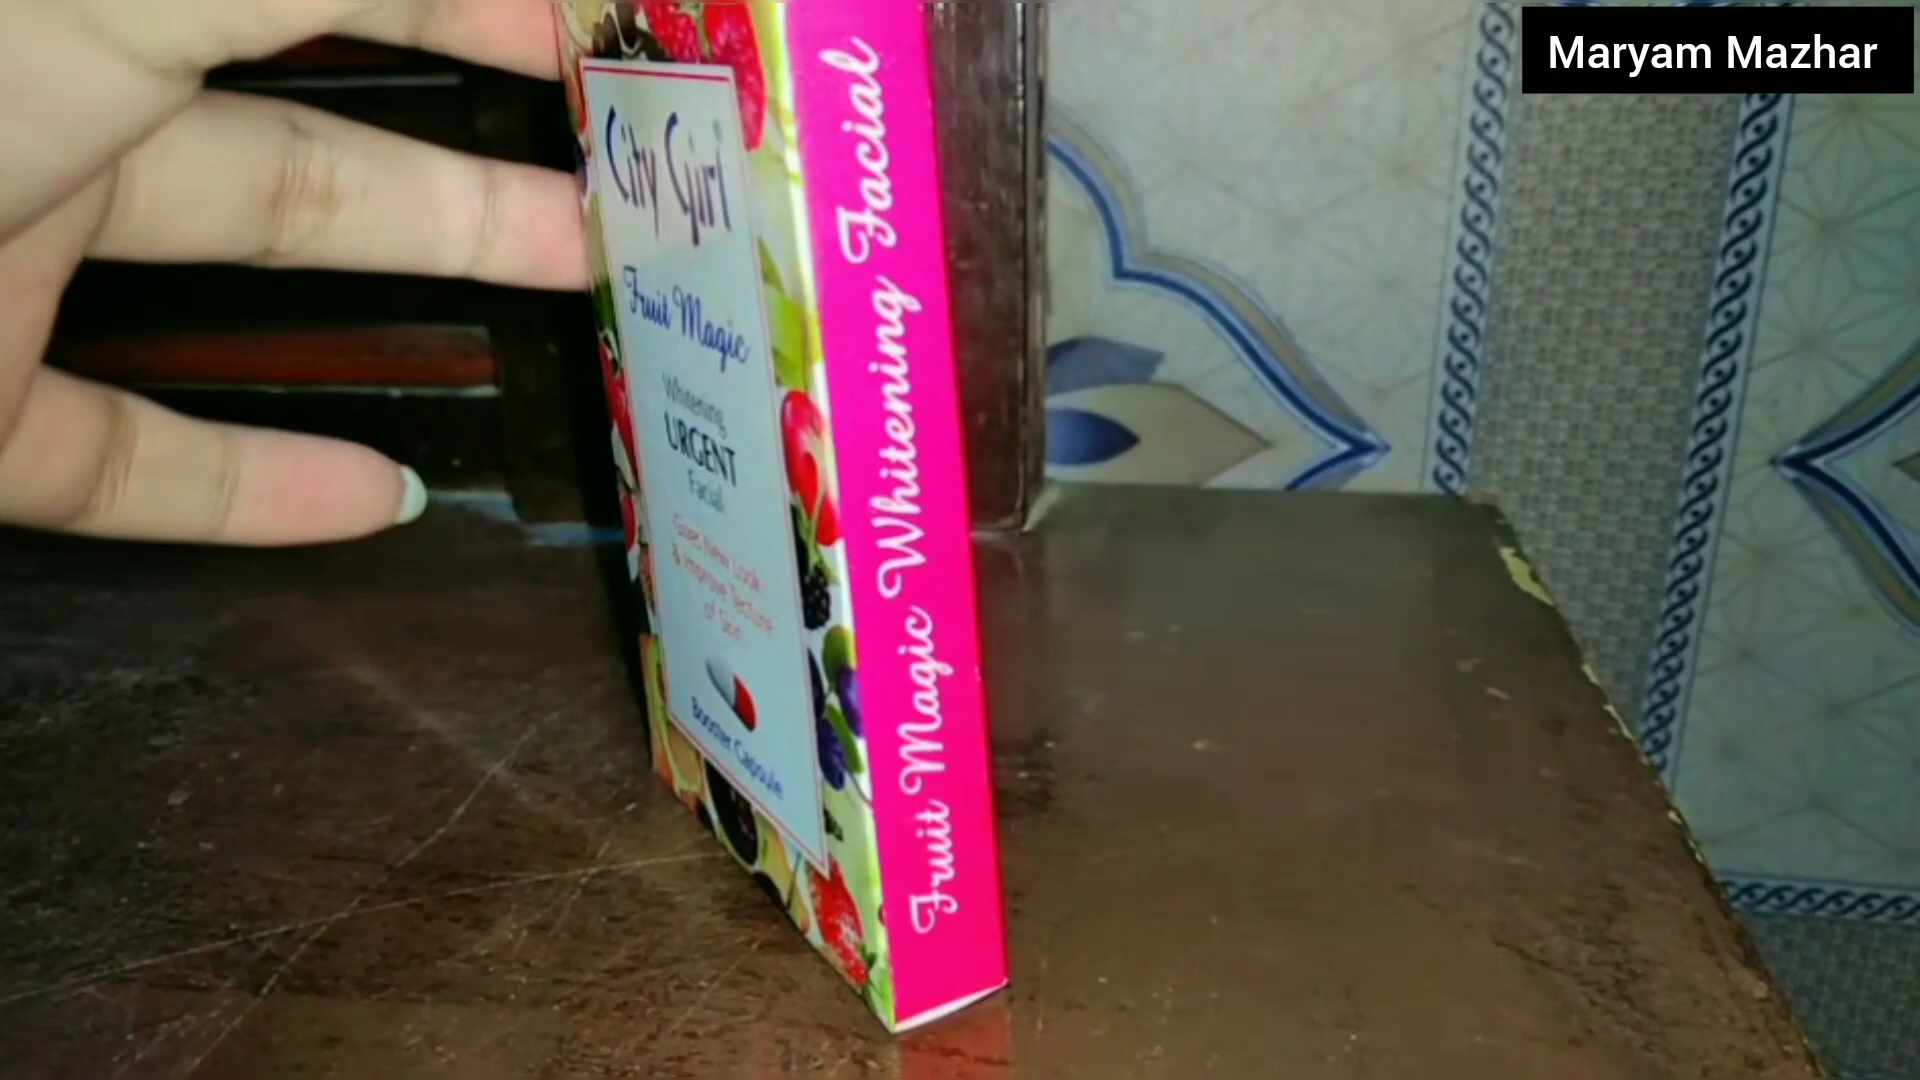 Maryam Mazhar
City Girl
Fruit Magic
Whitening
URGENT
Facial
Gives New Look
& Improve Texture
of Skin
Booster Capsule
Fruit Magic Whitening Facial